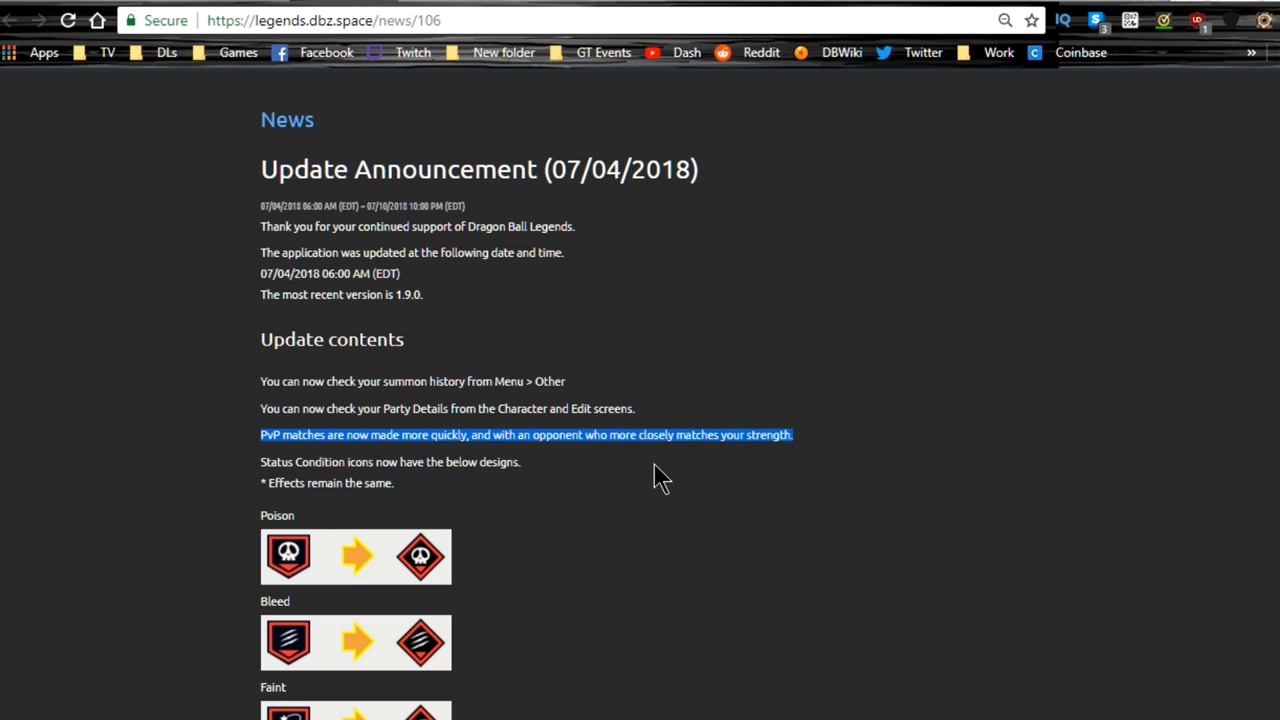 Secure https://legends.dbz.space/news/106
IQ 3 UD 1
Apps TV DLs Games Facebook Twitch New folder GT Events Dash Reddit DBWiki Twitter Work C Coinbase »
News
Update Announcement (07/04/2018)
07/04/2018 06:00 AM (EDT) – 07/10/2018 10:00 PM (EDT)
Thank you for your continued support of Dragon Ball Legends.
The application was updated at the following date and time.
07/04/2018 06:00 AM (EDT)
The most recent version is 1.9.0.
Update contents
You can now check your summon history from Menu > Other
You can now check your Party Details from the Character and Edit screens.
PvP matches are now made more quickly, and with an opponent who more closely matches your strength.
Status Condition icons now have the below designs.
* Effects remain the same.
Poison
Bleed
Faint